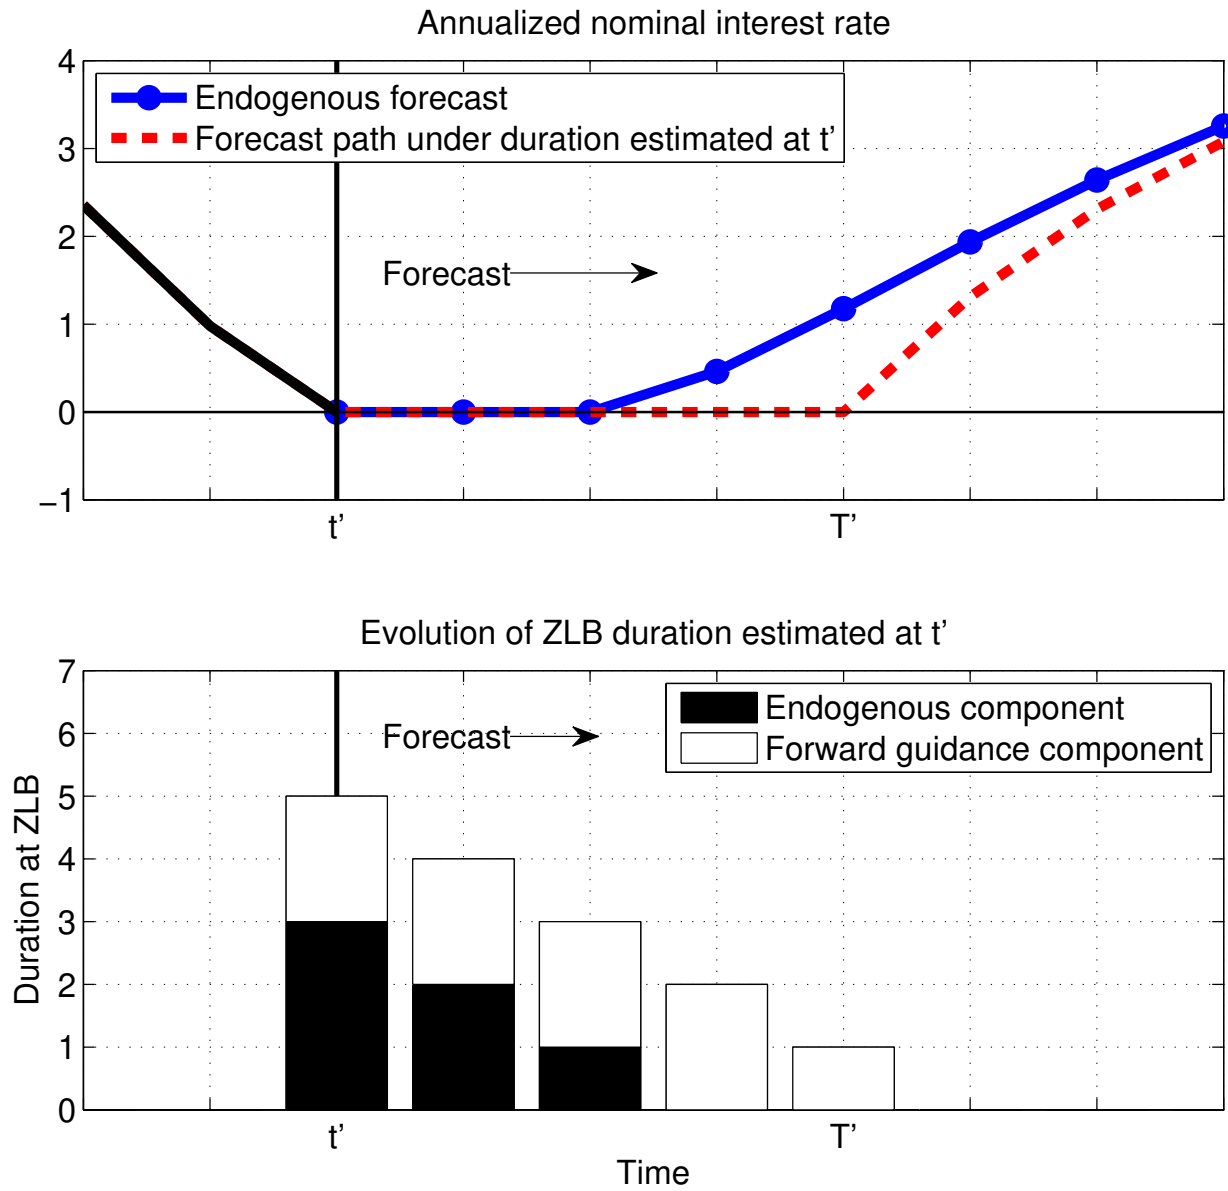 Annualized nominal interest rate
4
Endogenous forecast
Forecast path under duration estimated at t’
3
2
Forecast
1
0
−1
t’ T’
Evolution of ZLB duration estimated at t’
7
Endogenous component
Forecast
6
Forward guidance component
5
4
3
2
1
0
Duration at ZLB
t’ T’
Time